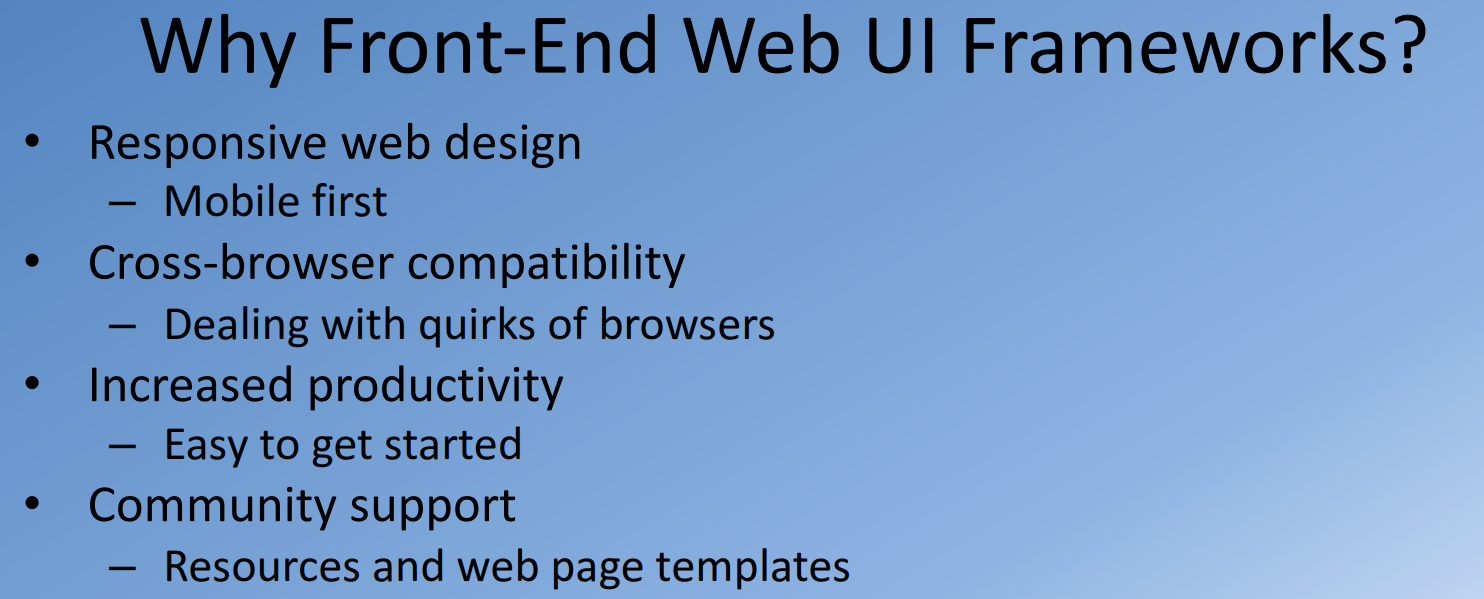 Why Front-End Web UI Frameworks?
• Responsive web design
– Mobile first
• Cross-browser compatibility
– Dealing with quirks of browsers
• Increased productivity
– Easy to get started
• Community support
– Resources and web page templates